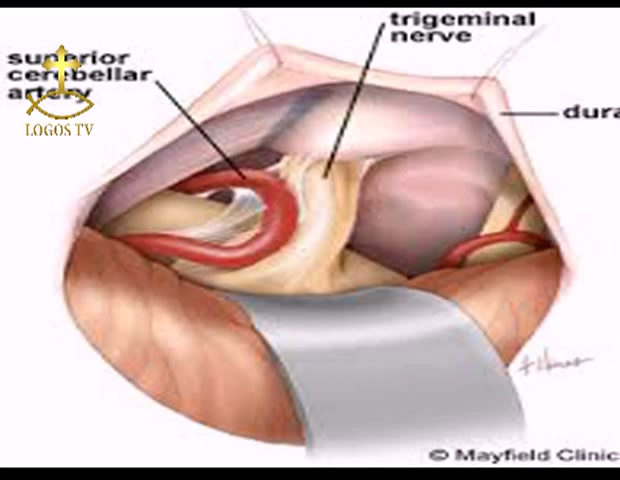 trigeminal
nerve
superior
cerebellar
artery
LOGOS TV
dura
© Mayfield Clinic